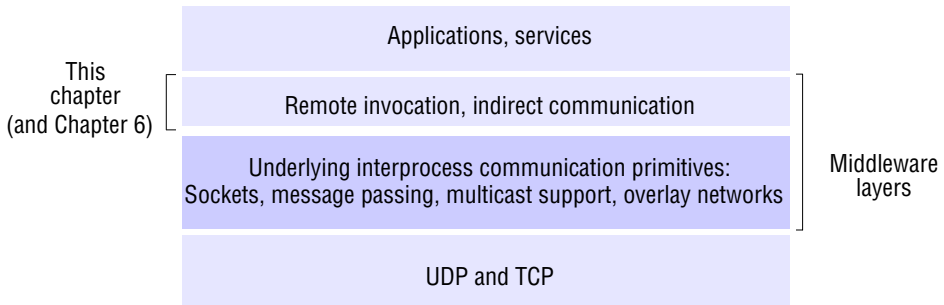 Applications, services
This
chapter
(and Chapter 6)
Remote invocation, indirect communication
Underlying interprocess communication primitives:
Sockets, message passing, multicast support, overlay networks
Middleware
layers
UDP and TCP